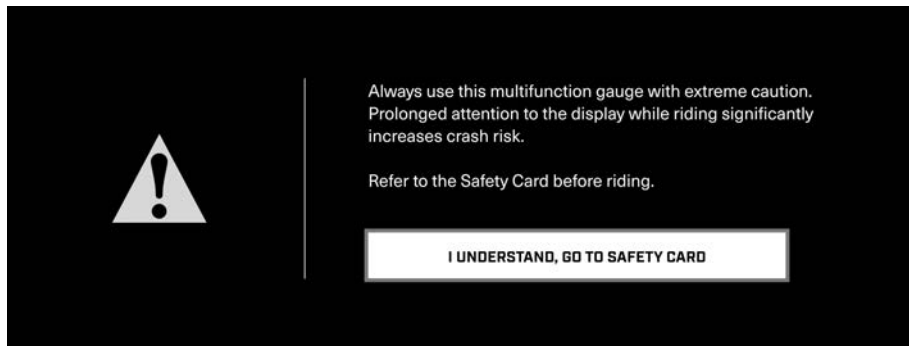 Always use this multifunction gauge with extreme caution.
Prolonged attention to the display while riding significantly
increases crash risk.
Refer to the Safety Card before riding.
I UNDERSTAND, GO TO SAFETY CARD